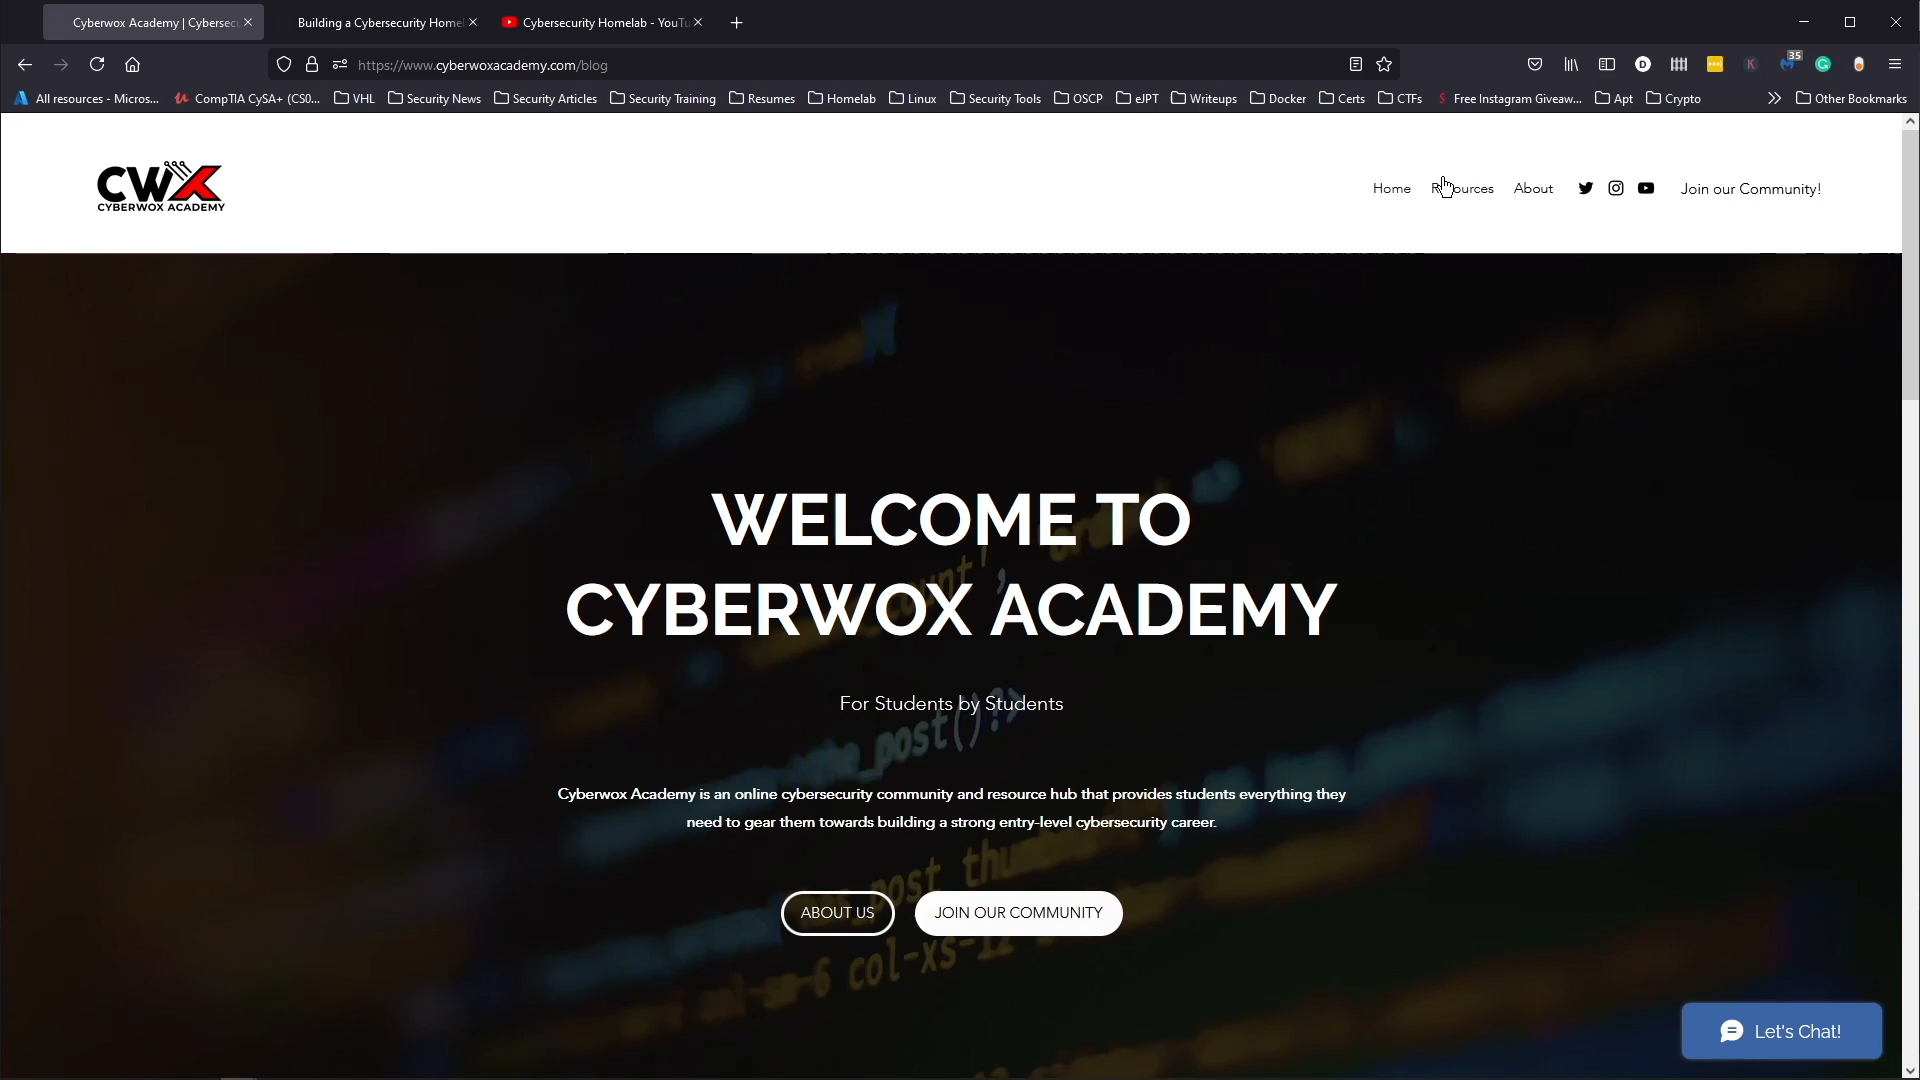 Cyberwox Academy | Cybersec
Building a Cybersecurity Homel
Cybersecurity Homelab - YouTu
https://www.cyberwoxacademy.com/blog
35
All resources - Micros...
CompTIA CySA+ (CS0...
VHL
Security News
Security Articles
Security Training
Resumes
Homelab
Linux
Security Tools
OSCP
eJPT
Writeups
Docker
Certs
CTFs
Free Instagram Giveaw...
Apt
Crypto
Other Bookmarks
CWX
CYBERWOX ACADEMY
Home
Resources
About
Join our Community!
WELCOME TO
CYBERWOX ACADEMY
For Students by Students
Cyberwox Academy is an online cybersecurity community and resource hub that provides students everything they
need to gear them towards building a strong entry-level cybersecurity career.
ABOUT US
JOIN OUR COMMUNITY
Let's Chat!